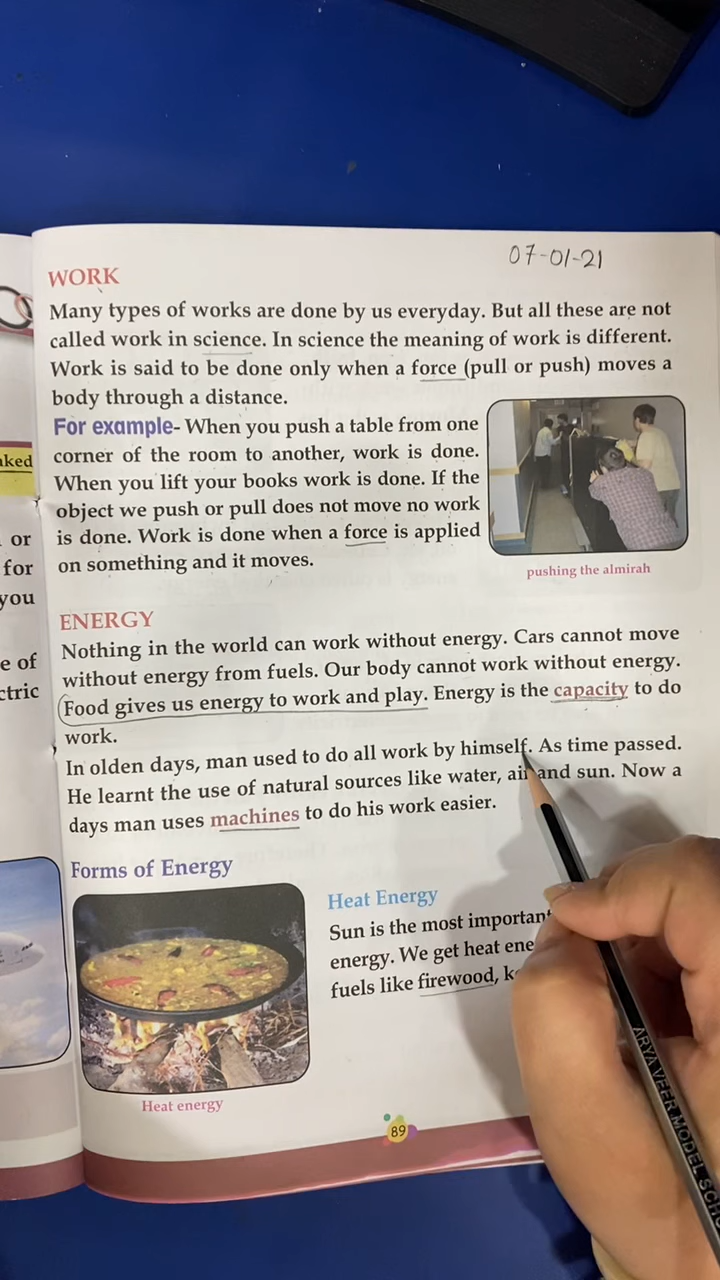 07-01-21
WORK
Many types of works are done by us everyday. But all these are not
called work in science. In science the meaning of work is different.
Work is said to be done only when a force (pull or push) moves a
body through a distance.
For example- When you push a table from one
corner of the room to another, work is done.
When you lift your books work is done. If the
object we push or pull does not move no work
is done. Work is done when a force is applied
on something and it moves.
pushing the almirah
ENERGY
Nothing in the world can work without energy. Cars cannot move
without energy from fuels. Our body cannot work without energy.
Food gives us energy to work and play. Energy is the capacity to do
work.
In olden days, man used to do all work by himself. As time passed.
He learnt the use of natural sources like water, air and sun. Now a
days man uses machines to do his work easier.
Forms of Energy
Heat Energy
Sun is the most important
energy. We get heat
fuels like firewood,
Heat energy
89
or
for
you
of
ARYA VEER MODEL